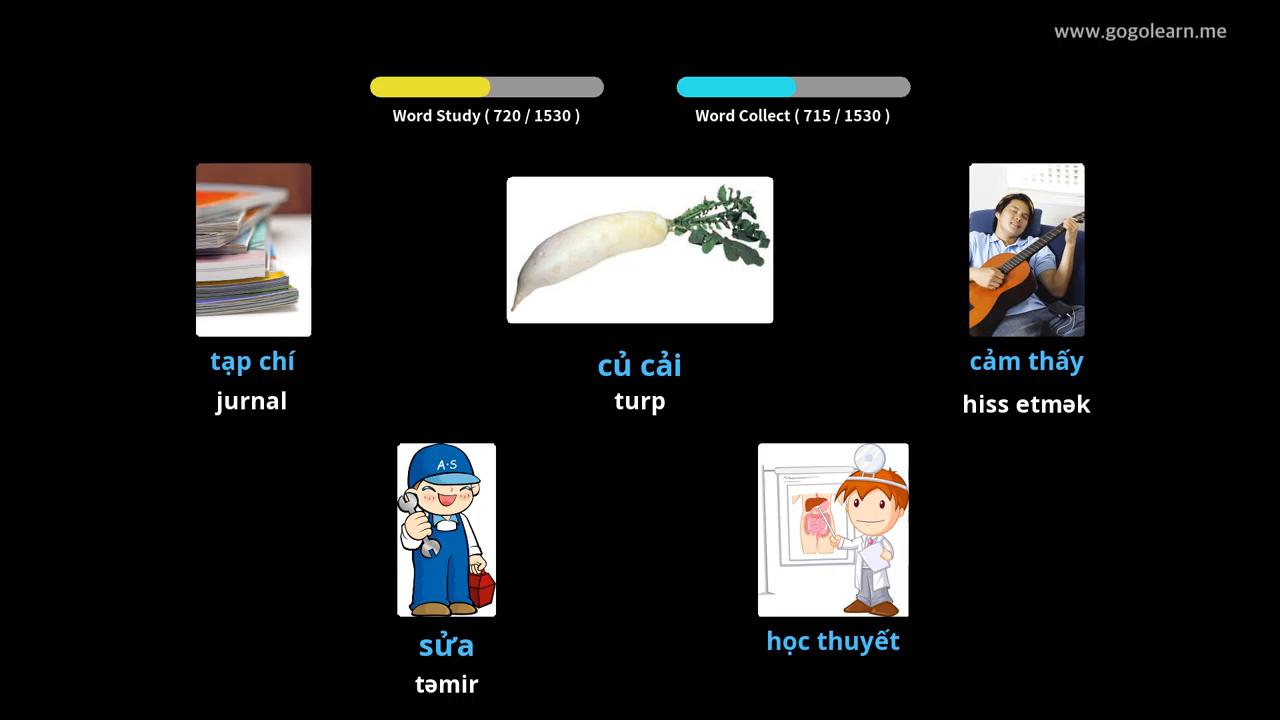 www.gogolearn.me
Word Study ( 720 / 1530 )
Word Collect ( 715 / 1530 )
tạp chí
jurnal
củ cải
turp
cảm thấy
hiss etmək
A·S
sửa
təmir
học thuyết